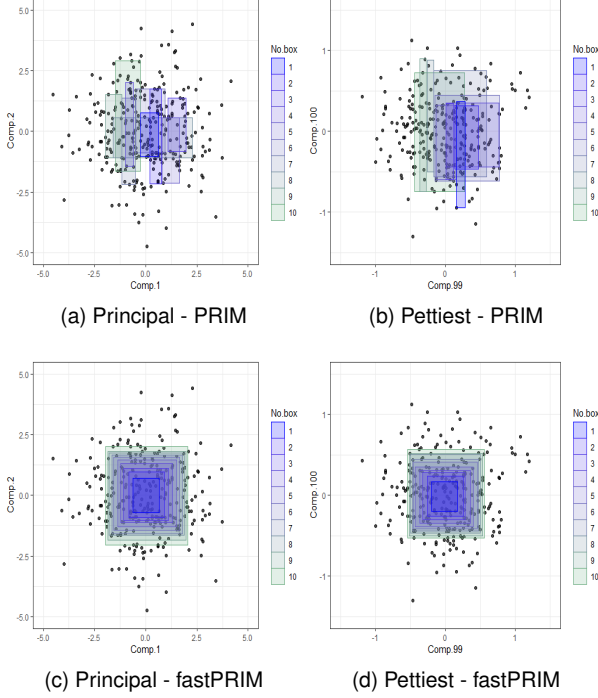 No.box
5.0
2.5
0.0
-2.5
-5.0
Comp. 2
1
2
3
4
5
6
7
8
9
10
-5.0 -2.5 0.0 2.5 5.0
Comp.1
(a) Principal - PRIM
No.box
1
0
-1
Comp.100
1
2
3
4
5
6
7
8
9
10
-1 0 1
Comp.99
(b) Pettiest - PRIM
No.box
5.0
2.5
0.0
-2.5
-5.0
Comp. 2
1
2
3
4
5
6
7
8
9
10
-5.0 -2.5 0.0 2.5 5.0
Comp.1
(c) Principal - fastPRIM
No.box
1
0
-1
Comp.100
1
2
3
4
5
6
7
8
9
10
-1 0 1
Comp.99
(d) Pettiest - fastPRIM